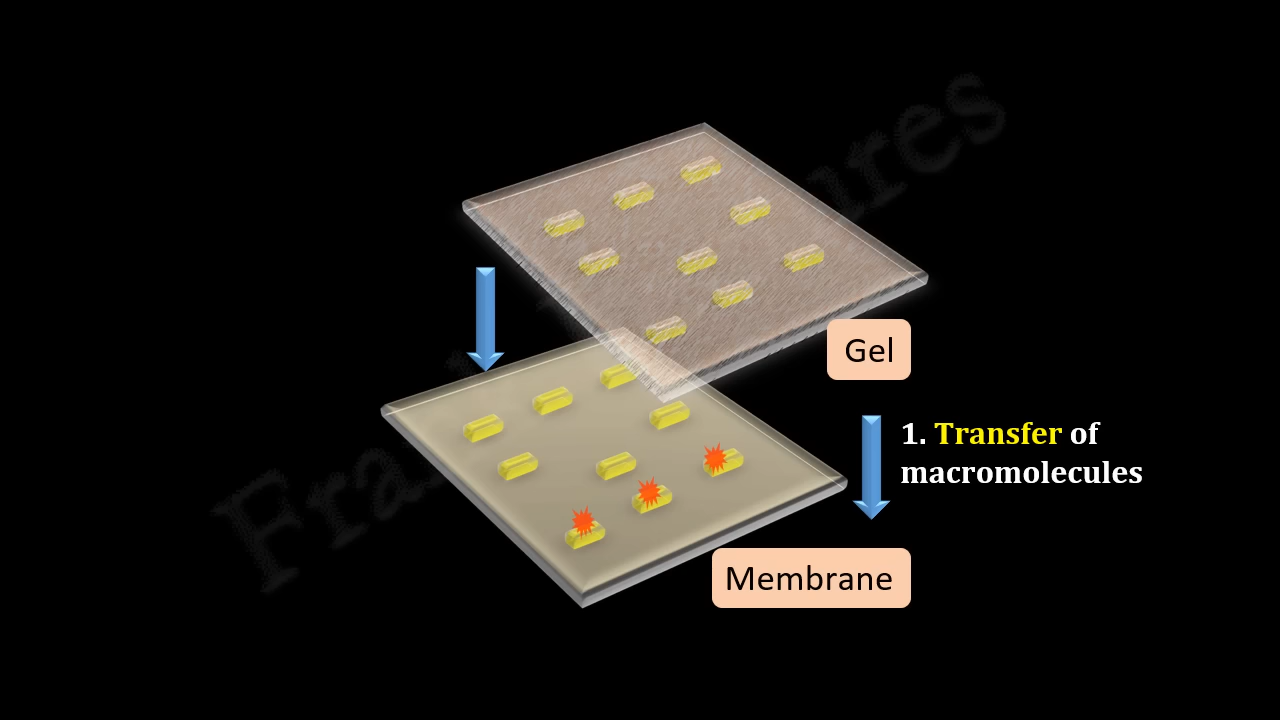 Gel
1. Transfer of
macromolecules
Membrane